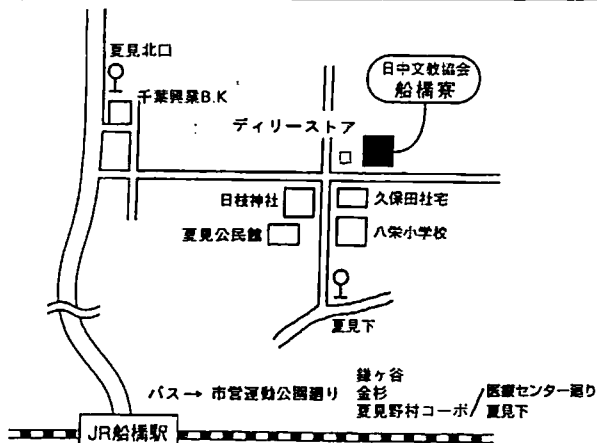 夏見北口
日中文教協会
船橋寮
千葉興業B.K
ディリーストア
日枝神社
久保田社宅
夏見公民館
八栄小学校
夏見下
バス→ 市営運動公園廻り
鎌ヶ谷
金杉
夏見野村コーポ/医療センター廻り
夏見下
JR船橋駅